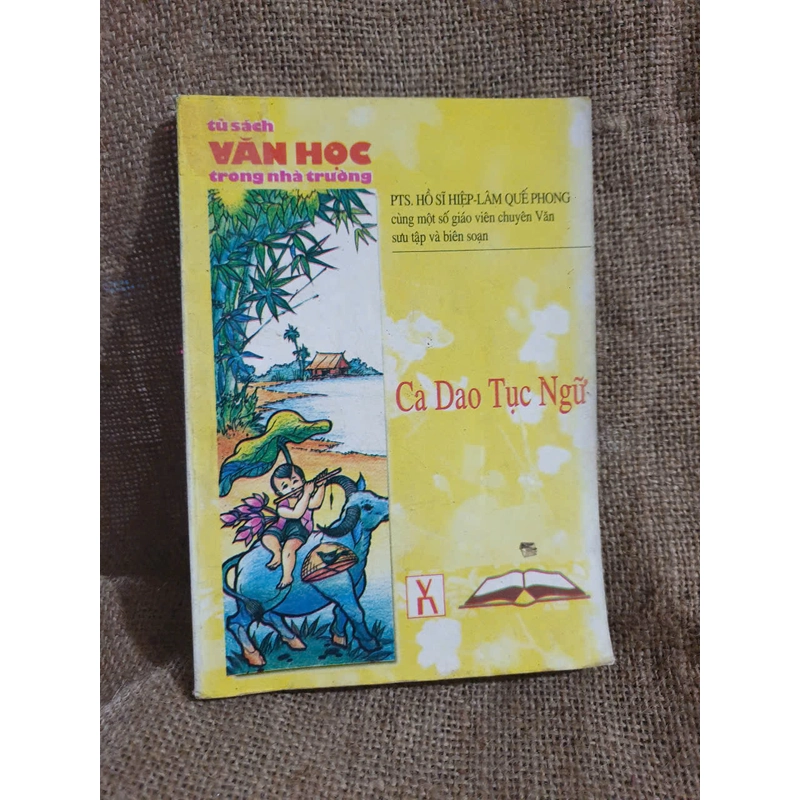 tủ sách
VĂN HỌC
trong nhà trường
PTS. HỒ SĨ HIỆP-LÂM QUẾ PHONG
cùng một số giáo viên chuyên Văn
sưu tập và biên soạn
Ca Dao Tục Ngữ